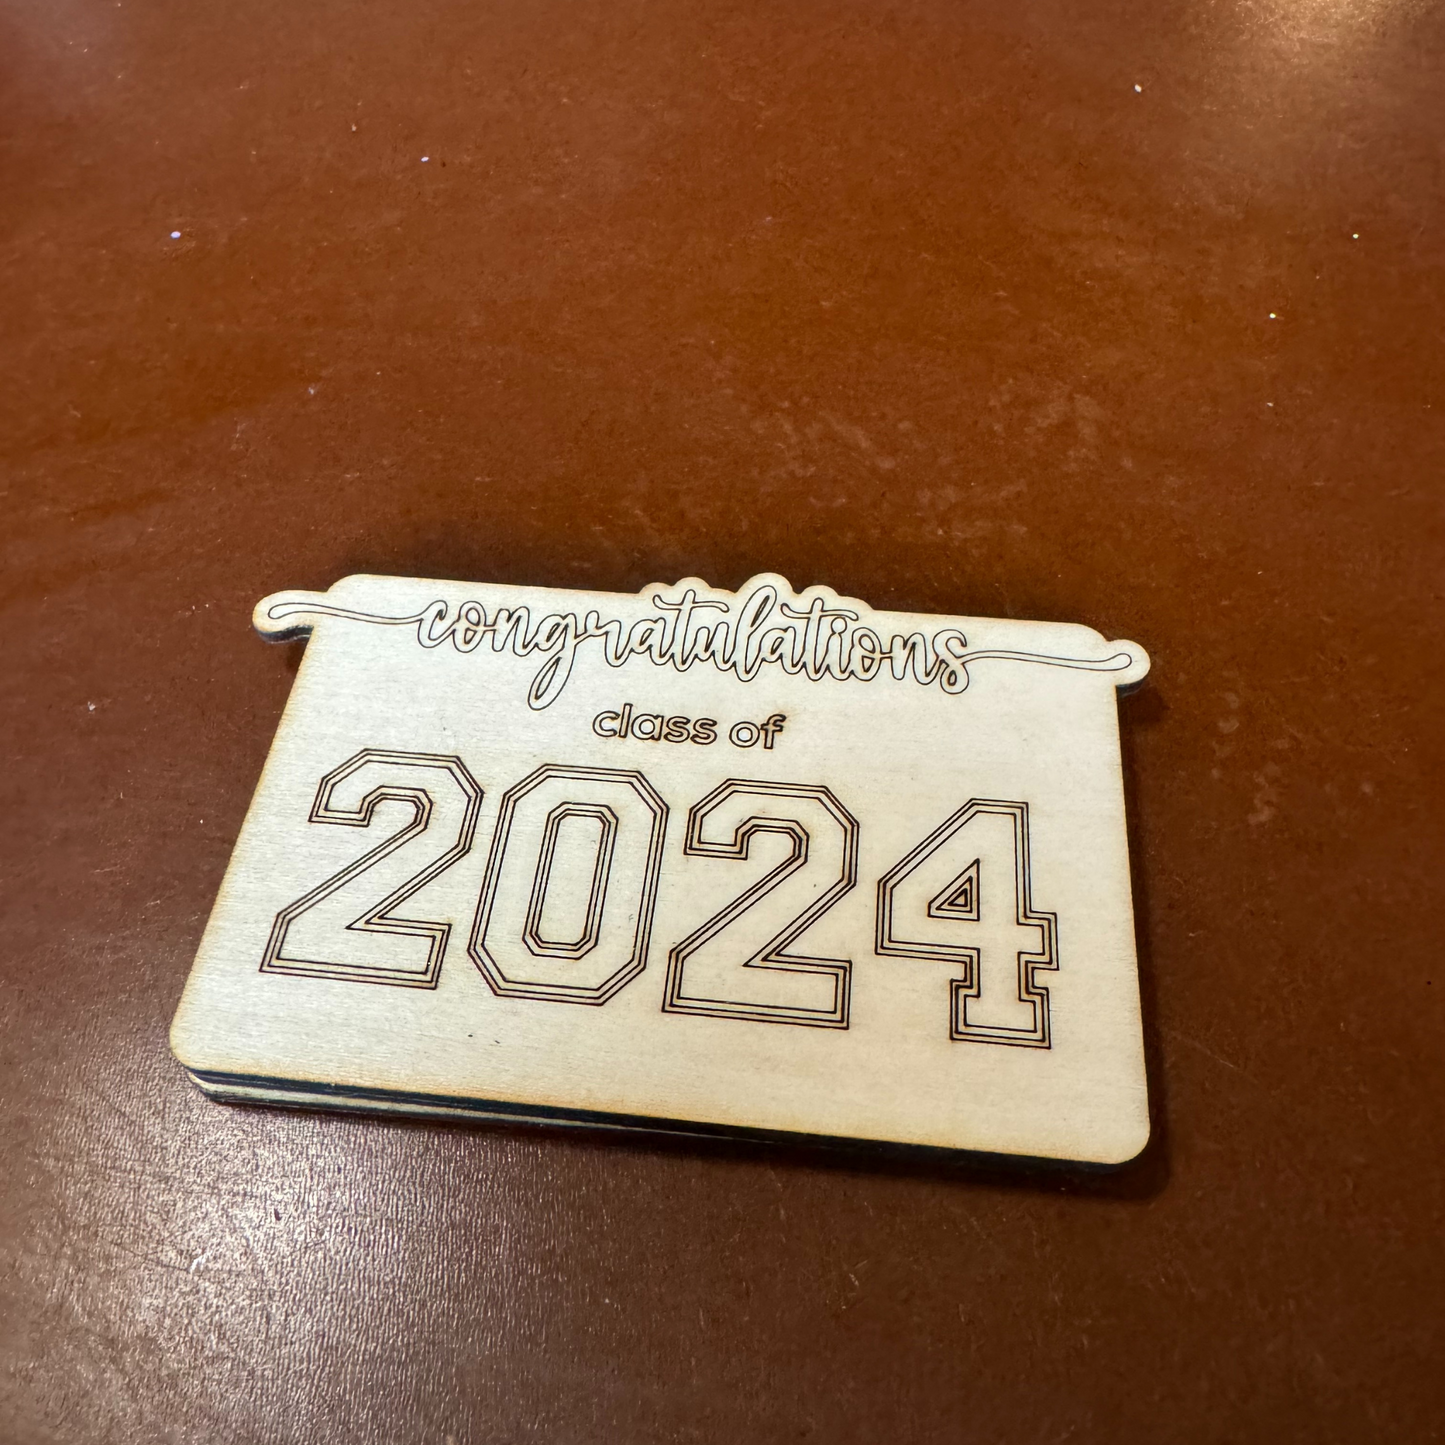 congratulations
class of
2024